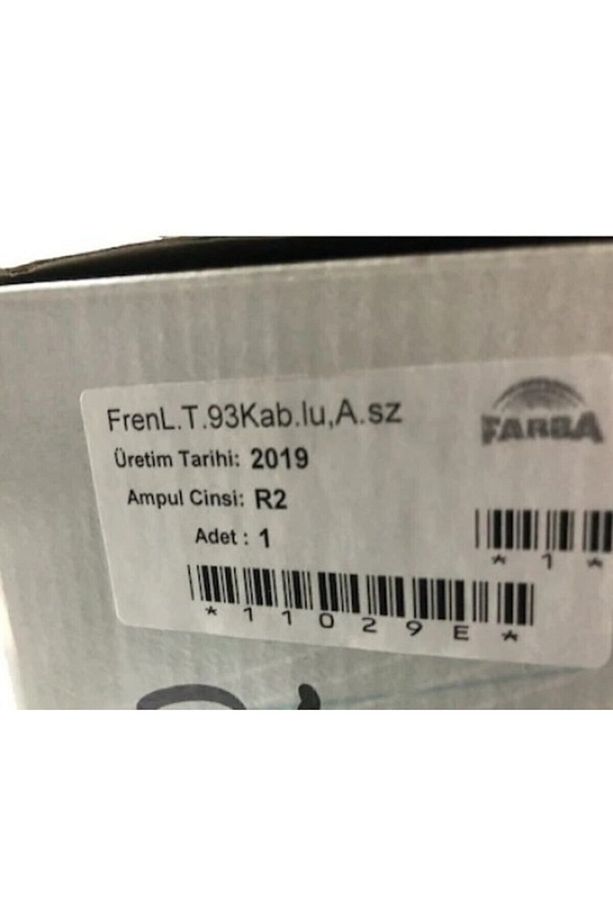 FrenL.T.93Kab.lu,A.sz
FARBA
Üretim Tarihi: 2019
Ampul Cinsi: R2
Adet : 1
*1*
*11029E*